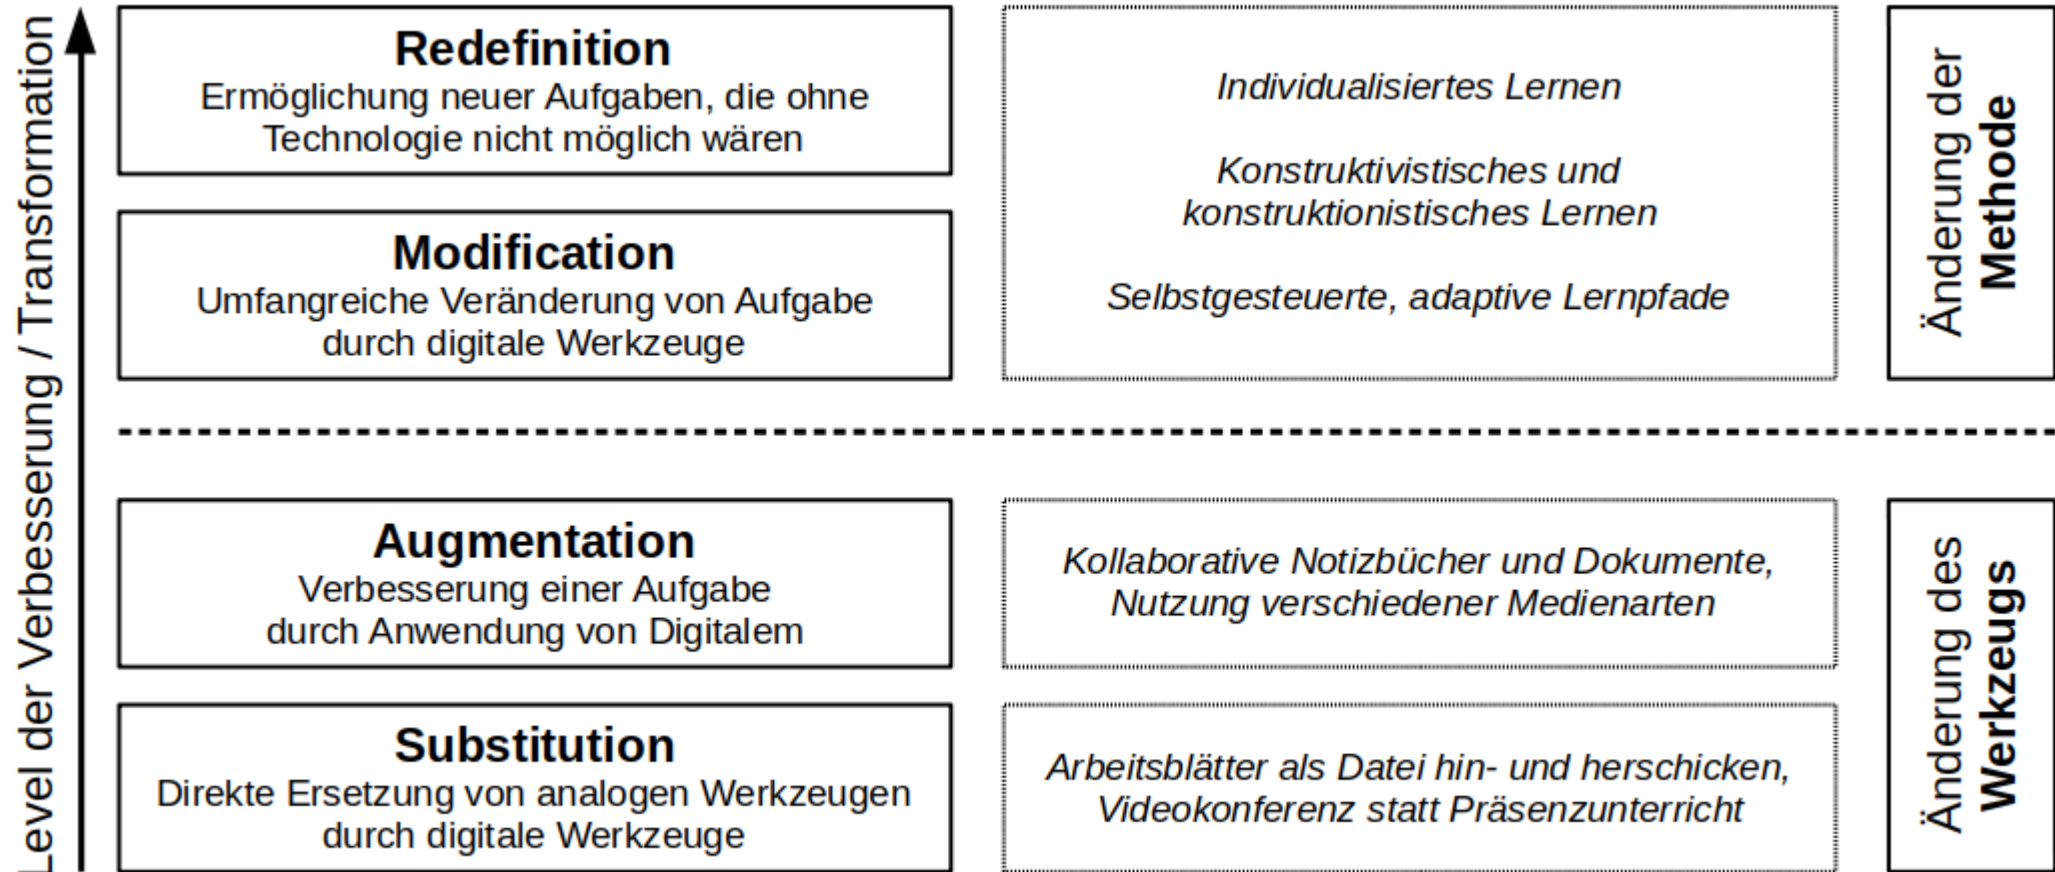 Level der Verbesserung / Transformation
Redefinition
Ermöglichung neuer Aufgaben, die ohne
Technologie nicht möglich wären
Individualisiertes Lernen
Konstruktivistisches und
konstruktionistisches Lernen
Selbstgesteuerte, adaptive Lernpfade
Änderung der
Methode
Modification
Umfangreiche Veränderung von Aufgabe
durch digitale Werkzeuge
Augmentation
Verbesserung einer Aufgabe
durch Anwendung von Digitalem
Kollaborative Notizbücher und Dokumente,
Nutzung verschiedener Medienarten
Änderung des
Werkzeugs
Substitution
Direkte Ersetzung von analogen Werkzeugen
durch digitale Werkzeuge
Arbeitsblätter als Datei hin- und herschicken,
Videokonferenz statt Präsenzunterricht